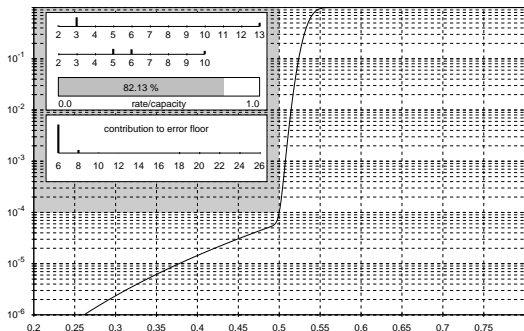 2 3 4 5 6 7 8 9 10 11 12 13
2 3 4 5 6 7 8 9 10
82.13 %
0.0 rate/capacity 1.0
contribution to error floor
6 8 10 12 14 16 18 20 22 24 26
10^-1
10^-2
10^-3
10^-4
10^-5
10^-6
0.2 0.25 0.3 0.35 0.4 0.45 0.5 0.55 0.6 0.65 0.7 0.75